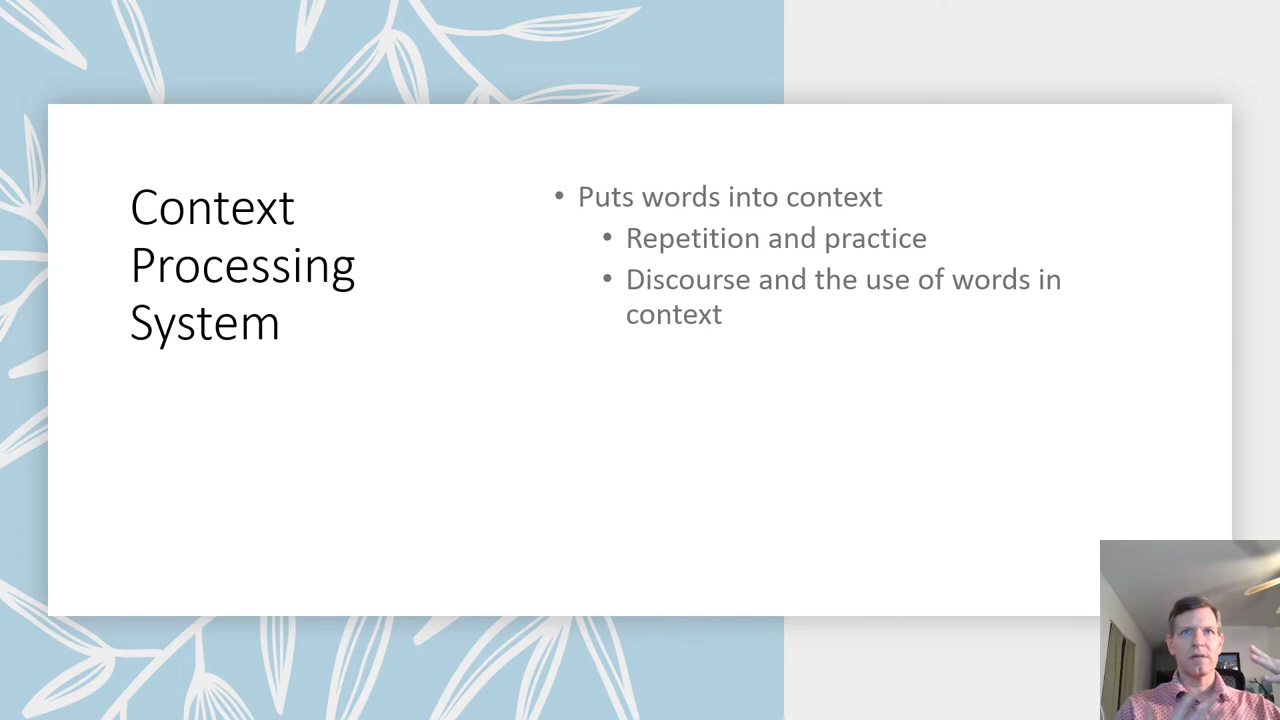 Context
Processing
System
• Puts words into context
• Repetition and practice
• Discourse and the use of words in
context